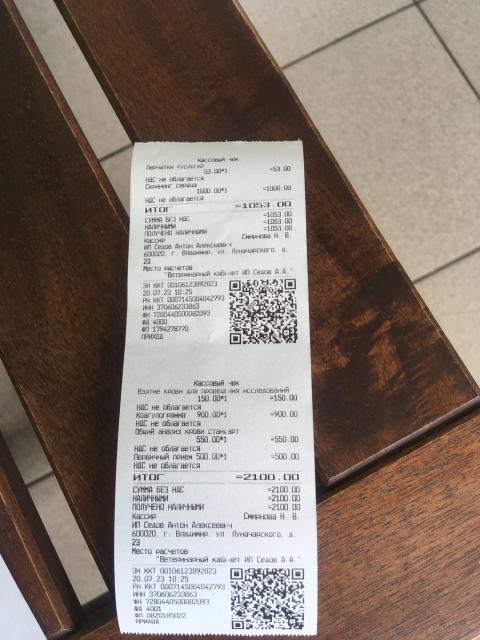 Кассовый чек
Перчатки (услуги)
53.00*1 =53.00
НДС не облагается
Скрининг сердца
1000.00*1 =1000.00
НДС не облагается
ИТОГ =1053.00
СУММА БЕЗ НДС =1053.00
НАЛИЧНЫМИ =1053.00
ПОЛУЧЕНО НАЛИЧНЫМИ =1053.00
Кассир Смирнова Н. В.
ИП Седов Антон Алексеевич
600020. г. Владимир. ул. Луначарского. д.
23
Место расчетов
"Ветеринарный кабинет ИП Седов А.А."
ЗН ККТ 00106123892823
20.07.23 10:25
РН ККТ 0007145004042793
ИНН 370606233863
ФН 7280440500082093
ФД 4000
ФП 1794278770
ПРИХОД
Кассовый чек
Взятие крови для проведения исследований
150.00*1 =150.00
НДС не облагается
Коагулограмма 900.00*1 =900.00
НДС не облагается
Общий анализ крови стандарт
550.00*1 =550.00
НДС не облагается
Первичный прием 500.00*1 =500.00
НДС не облагается
ИТОГ =2100.00
СУММА БЕЗ НДС =2100.00
НАЛИЧНЫМИ =2100.00
ПОЛУЧЕНО НАЛИЧНЫМИ =2100.00
Кассир Смирнова Н. В.
ИП Седов Антон Алексеевич
600020. г. Владимир. ул. Луначарского. д.
23
Место расчетов
"Ветеринарный кабинет ИП Седов А.А."
ЗН ККТ 00106123892823
20.07.23 10:25
РН ККТ 0007145004042793
ИНН 370606233863
ФН 7280440500082093
ФД 4001
ФП 0820185022
ПРИХОД